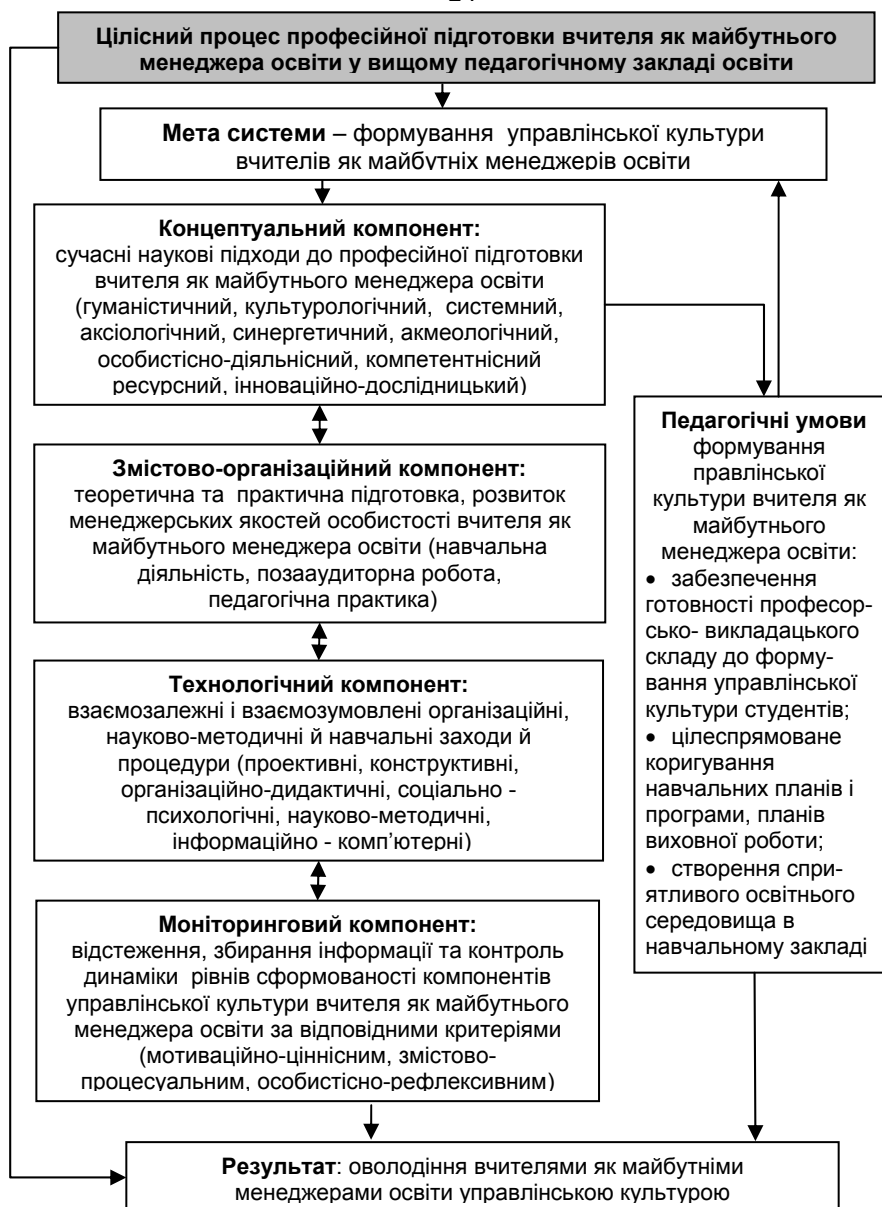 Цілісний процес професійної підготовки вчителя як майбутнього
менеджера освіти у вищому педагогічному закладі освіти
Мета системи – формування управлінської культури
вчителів як майбутніх менеджерів освіти
Концептуальний компонент:
сучасні наукові підходи до професійної підготовки
вчителя як майбутнього менеджера освіти
(гуманістичний, культурологічний, системний,
аксіологічний, синергетичний, акмеологічний,
особистісно-діяльнісний, компетентнісний
ресурсний, інноваційно-дослідницький)
Змістово-організаційний компонент:
теоретична та практична підготовка, розвиток
менеджерських якостей особистості вчителя як
майбутнього менеджера освіти (навчальна
діяльність, позааудиторна робота,
педагогічна практика)
Технологічний компонент:
взаємозалежні і взаємозумовлені організаційні,
науково-методичні й навчальні заходи й
процедури (проективні, конструктивні,
організаційно-дидактичні, соціально -
психологічні, науково-методичні,
інформаційно - комп’ютерні)
Моніторинговий компонент:
відстеження, збирання інформації та контроль
динаміки рівнів сформованості компонентів
управлінської культури вчителя як майбутнього
менеджера освіти за відповідними критеріями
(мотиваційно-ціннісним, змістово-
процесуальним, особистісно-рефлексивним)
Педагогічні умови
формування
правлінської
культури вчителя як
майбутнього
менеджера освіти:
• забезпечення
готовності професор-
сько- викладацького
складу до форму-
вання управлінської
культури студентів;
• цілеспрямоване
коригування
навчальних планів і
програми, планів
виховної роботи;
• створення спри-
ятливого освітнього
середовища в
навчальному закладі
Результат: оволодіння вчителями як майбутніми
менеджерами освіти управлінською культурою